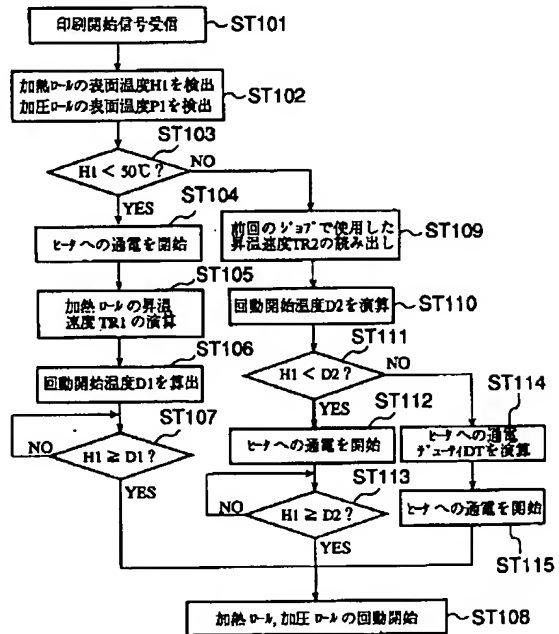 印刷開始信号受信
ST101
加熱ロールの表面温度H1を検出
加圧ロールの表面温度P1を検出
ST102
ST103
H1 < 50℃ ?
NO
YES
ST104
ヒータへの通電を開始
ST105
加熱ロールの昇温
速度TR1の演算
ST106
回動開始温度D1を算出
ST107
H1 ≧ D1 ?
NO
YES
前回のジョブで使用した
昇温速度TR2の読み出し
ST109
回動開始温度D2を演算
ST110
ST111
H1 < D2 ?
NO
YES
ST112
ヒータへの通電を開始
ST113
H1 ≧ D2 ?
NO
YES
ST114
ヒータへの通電
デューティDTを演算
ヒータへの通電を開始
ST115
加熱ロール,加圧ロールの回動開始
ST108